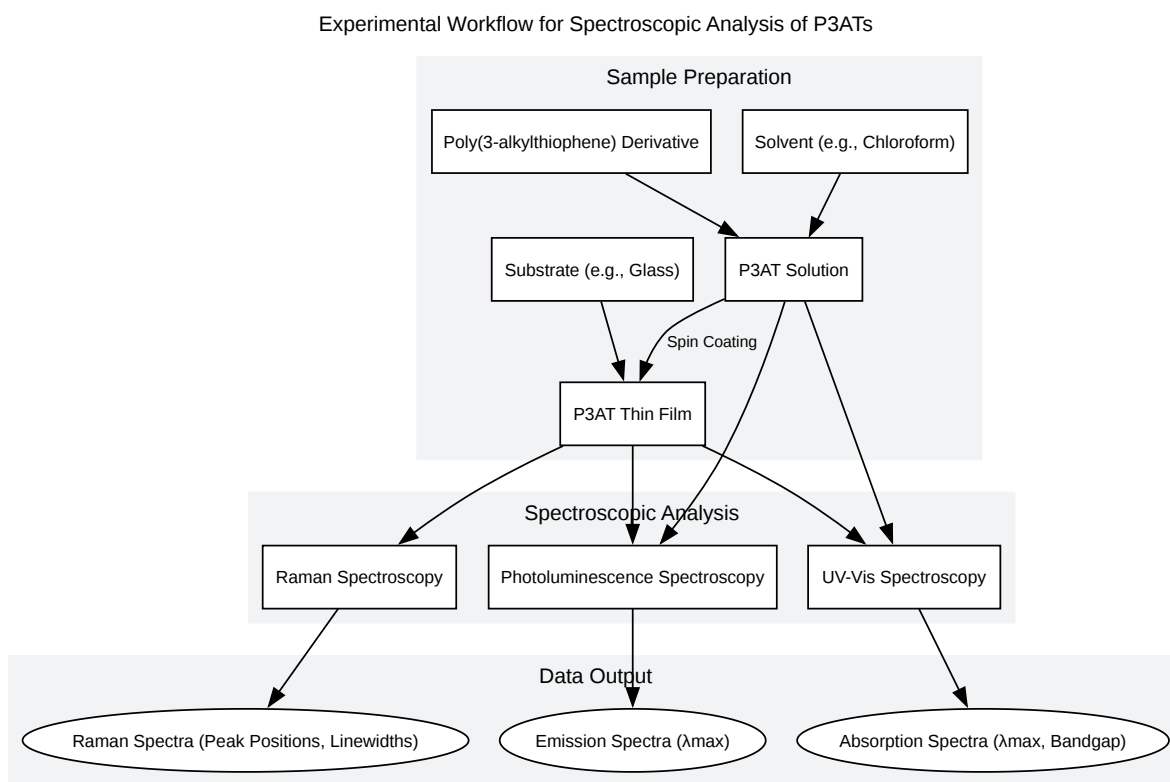 Experimental Workflow for Spectroscopic Analysis of P3ATs
Sample Preparation
Poly(3-alkylthiophene) Derivative
Solvent (e.g., Chloroform)
Substrate (e.g., Glass)
P3AT Solution
Spin Coating
P3AT Thin Film
Spectroscopic Analysis
Raman Spectroscopy
Photoluminescence Spectroscopy
UV-Vis Spectroscopy
Data Output
Raman Spectra (Peak Positions, Linewidths)
Emission Spectra (λmax)
Absorption Spectra (λmax, Bandgap)